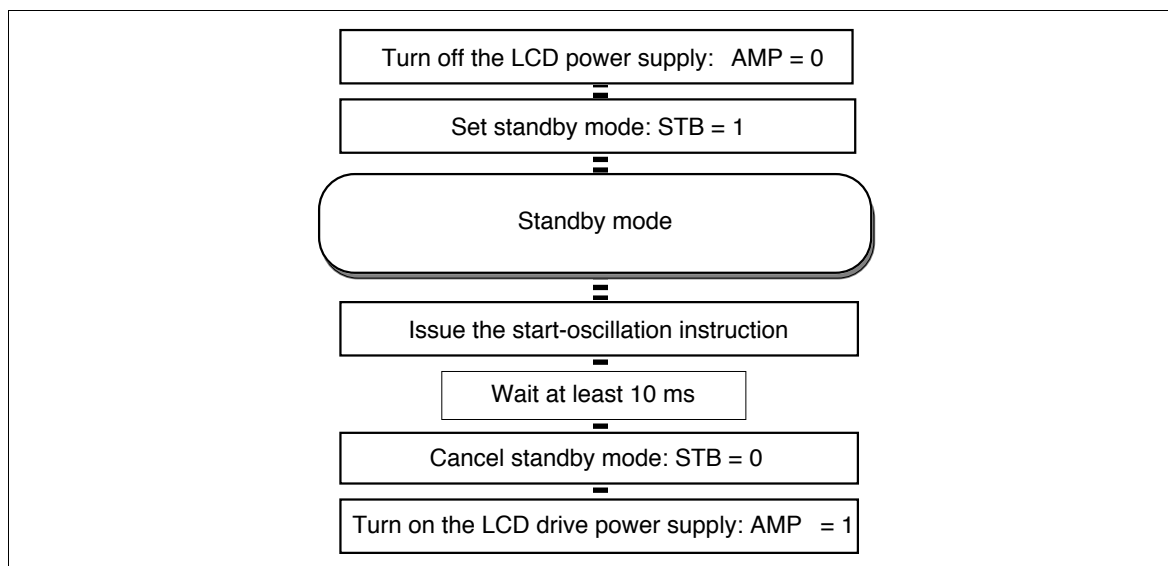 Turn off the LCD power supply: AMP = 0
Set standby mode: STB = 1
Standby mode
Issue the start-oscillation instruction
Wait at least 10 ms
Cancel standby mode: STB = 0
Turn on the LCD drive power supply: AMP = 1